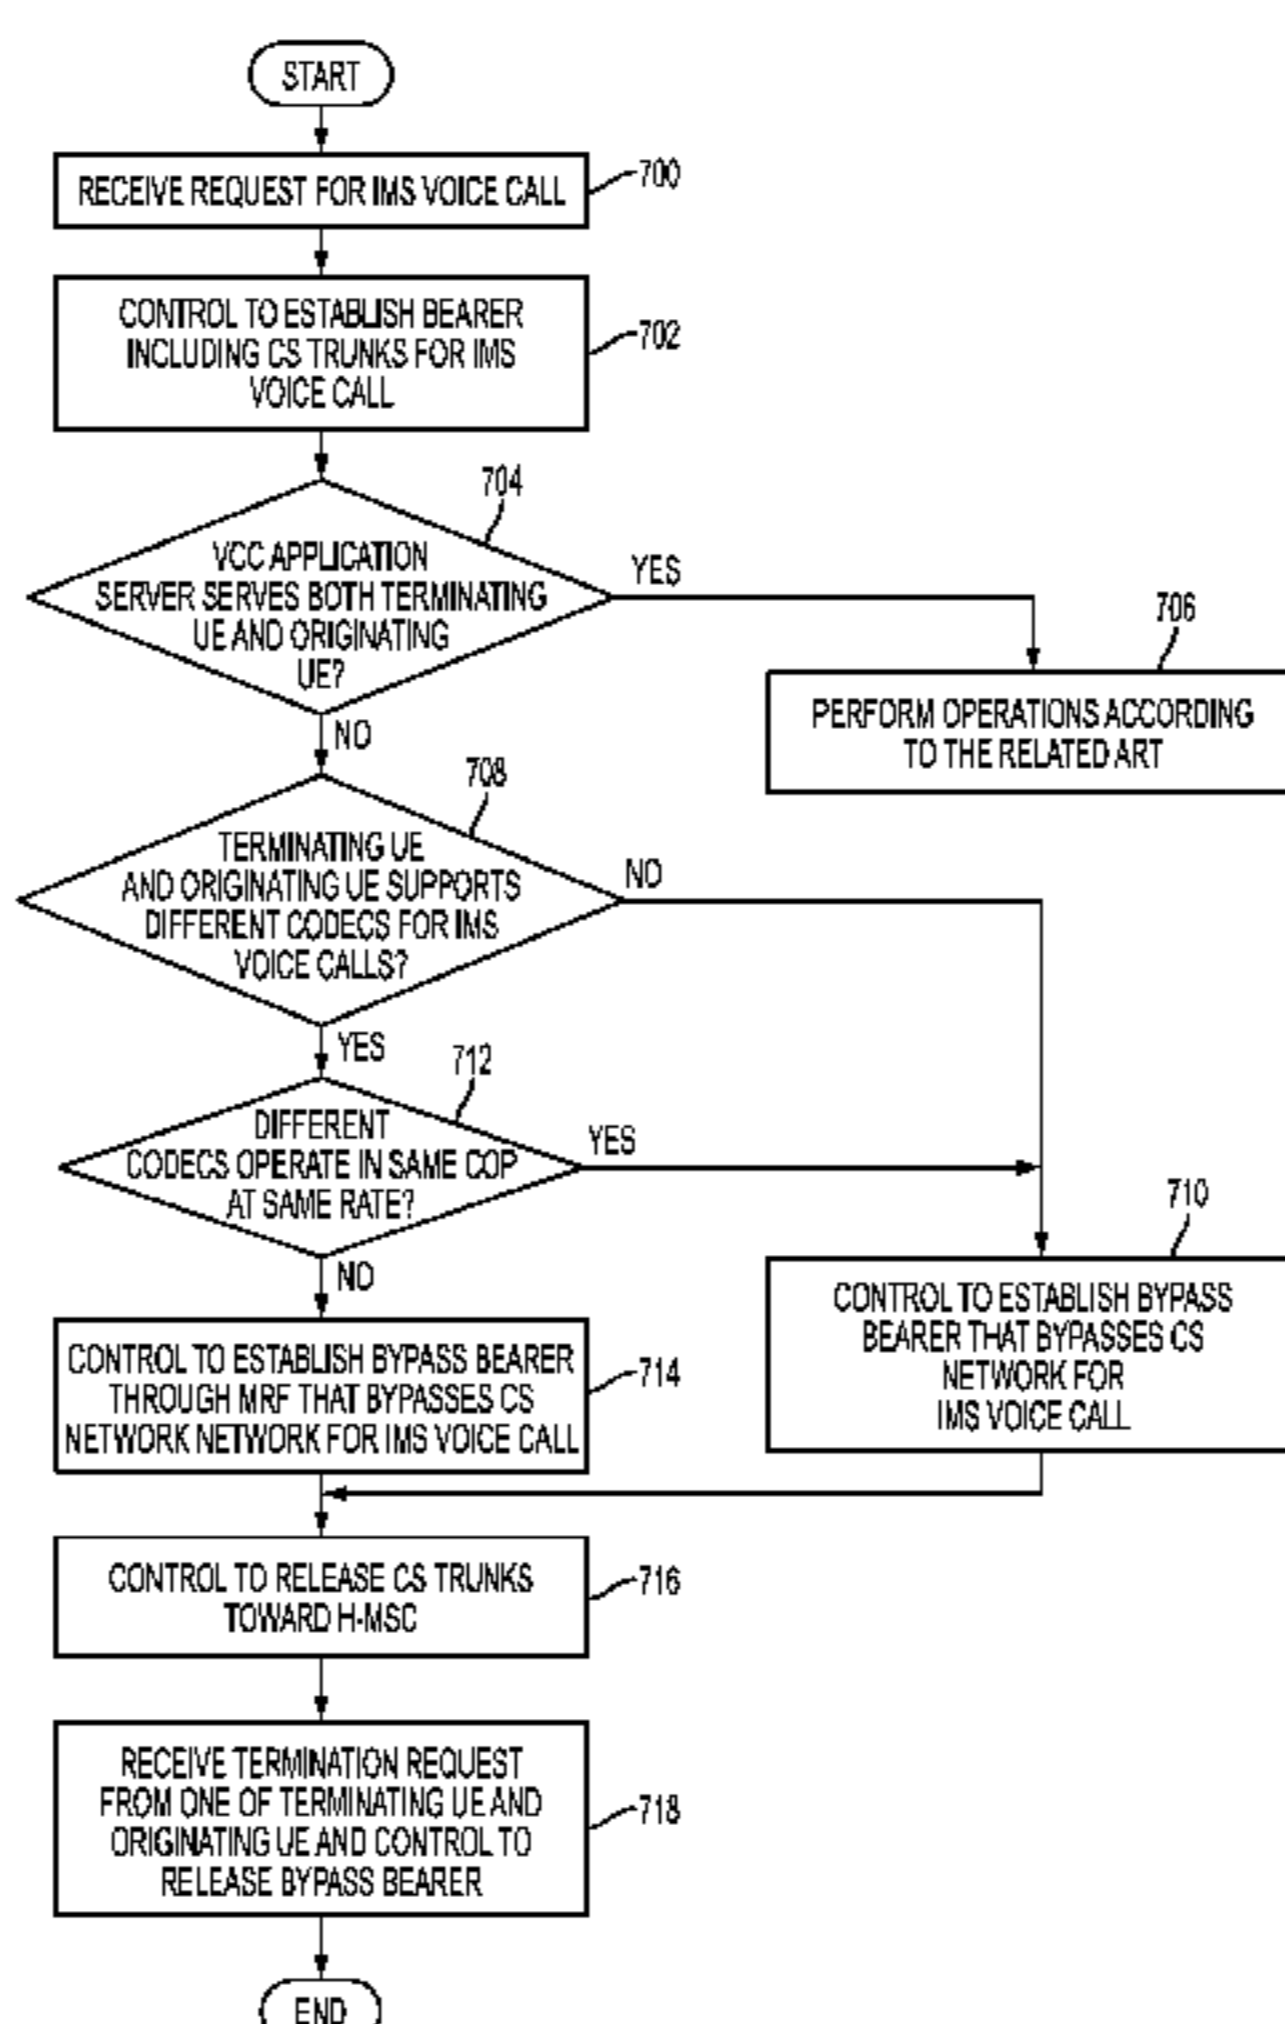 START
RECEIVE REQUEST FOR IMS VOICE CALL
700
CONTROL TO ESTABLISH BEARER
INCLUDING CS TRUNKS FOR IMS
VOICE CALL
702
704
VCC APPLICATION
SERVER SERVES BOTH TERMINATING
UE AND ORIGINATING
UE?
YES
706
PERFORM OPERATIONS ACCORDING
TO THE RELATED ART
NO
708
TERMINATING UE
AND ORIGINATING UE SUPPORTS
DIFFERENT CODECS FOR IMS
VOICE CALLS?
NO
YES
712
DIFFERENT
CODECS OPERATE IN SAME COP
AT SAME RATE?
YES
710
CONTROL TO ESTABLISH BYPASS
BEARER THAT BYPASSES CS
NETWORK FOR
IMS VOICE CALL
NO
CONTROL TO ESTABLISH BYPASS BEARER
THROUGH MRF THAT BYPASSES CS
NETWORK NETWORK FOR IMS VOICE CALL
714
CONTROL TO RELEASE CS TRUNKS
TOWARD H-MSC
716
RECEIVE TERMINATION REQUEST
FROM ONE OF TERMINATING UE AND
ORIGINATING UE AND CONTROL TO
RELEASE BYPASS BEARER
718
END